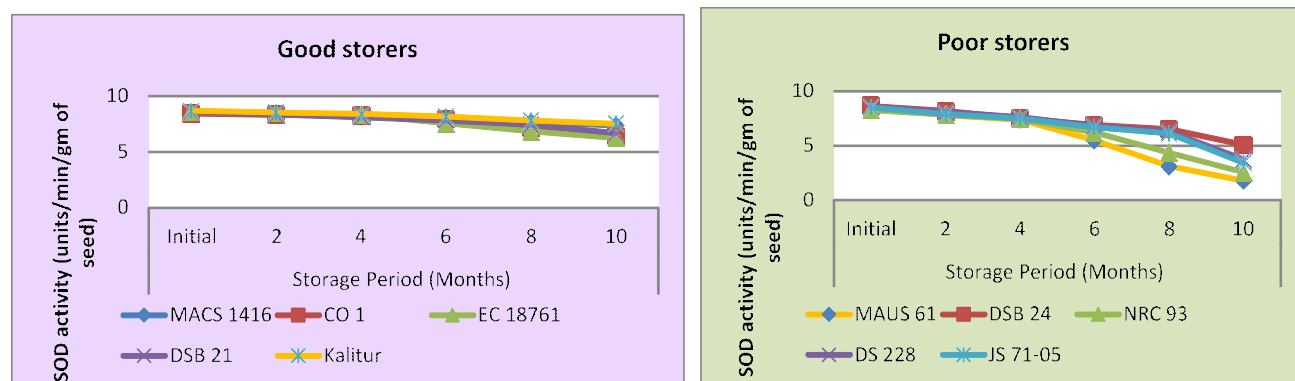 Good storers
SOD activity (units/min/gm of
seed)
10
5
0
Initial 2 4 6 8 10
Storage Period (Months)
MACS 1416 CO 1 EC 18761
DSB 21 Kalitur
Poor storers
SOD activity (units/min/gm of
seed)
10
5
0
Initial 2 4 6 8 10
Storage Period (Months)
MAUS 61 DSB 24 NRC 93
DS 228 JS 71-05